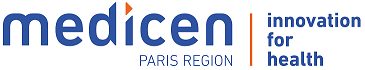 medicen
PARIS REGION
innovation
for
health